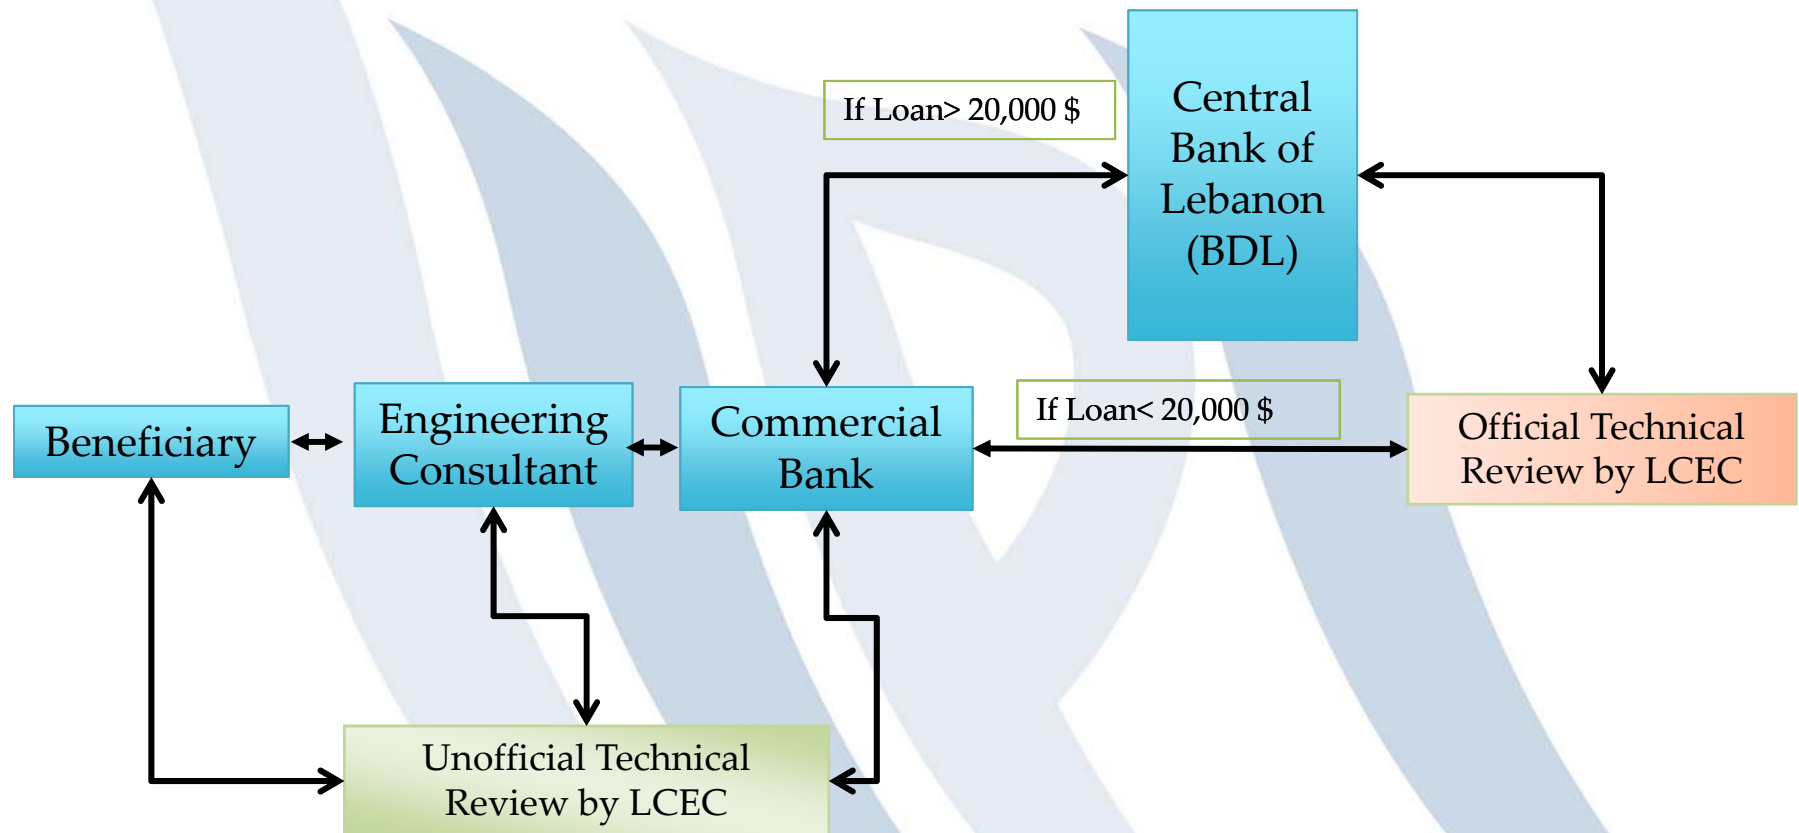 Central
Bank of
Lebanon
(BDL)
If Loan> 20,000 $
Beneficiary
Engineering
Consultant
Commercial
Bank
If Loan< 20,000 $
Official Technical
Review by LCEC
Unofficial Technical
Review by LCEC